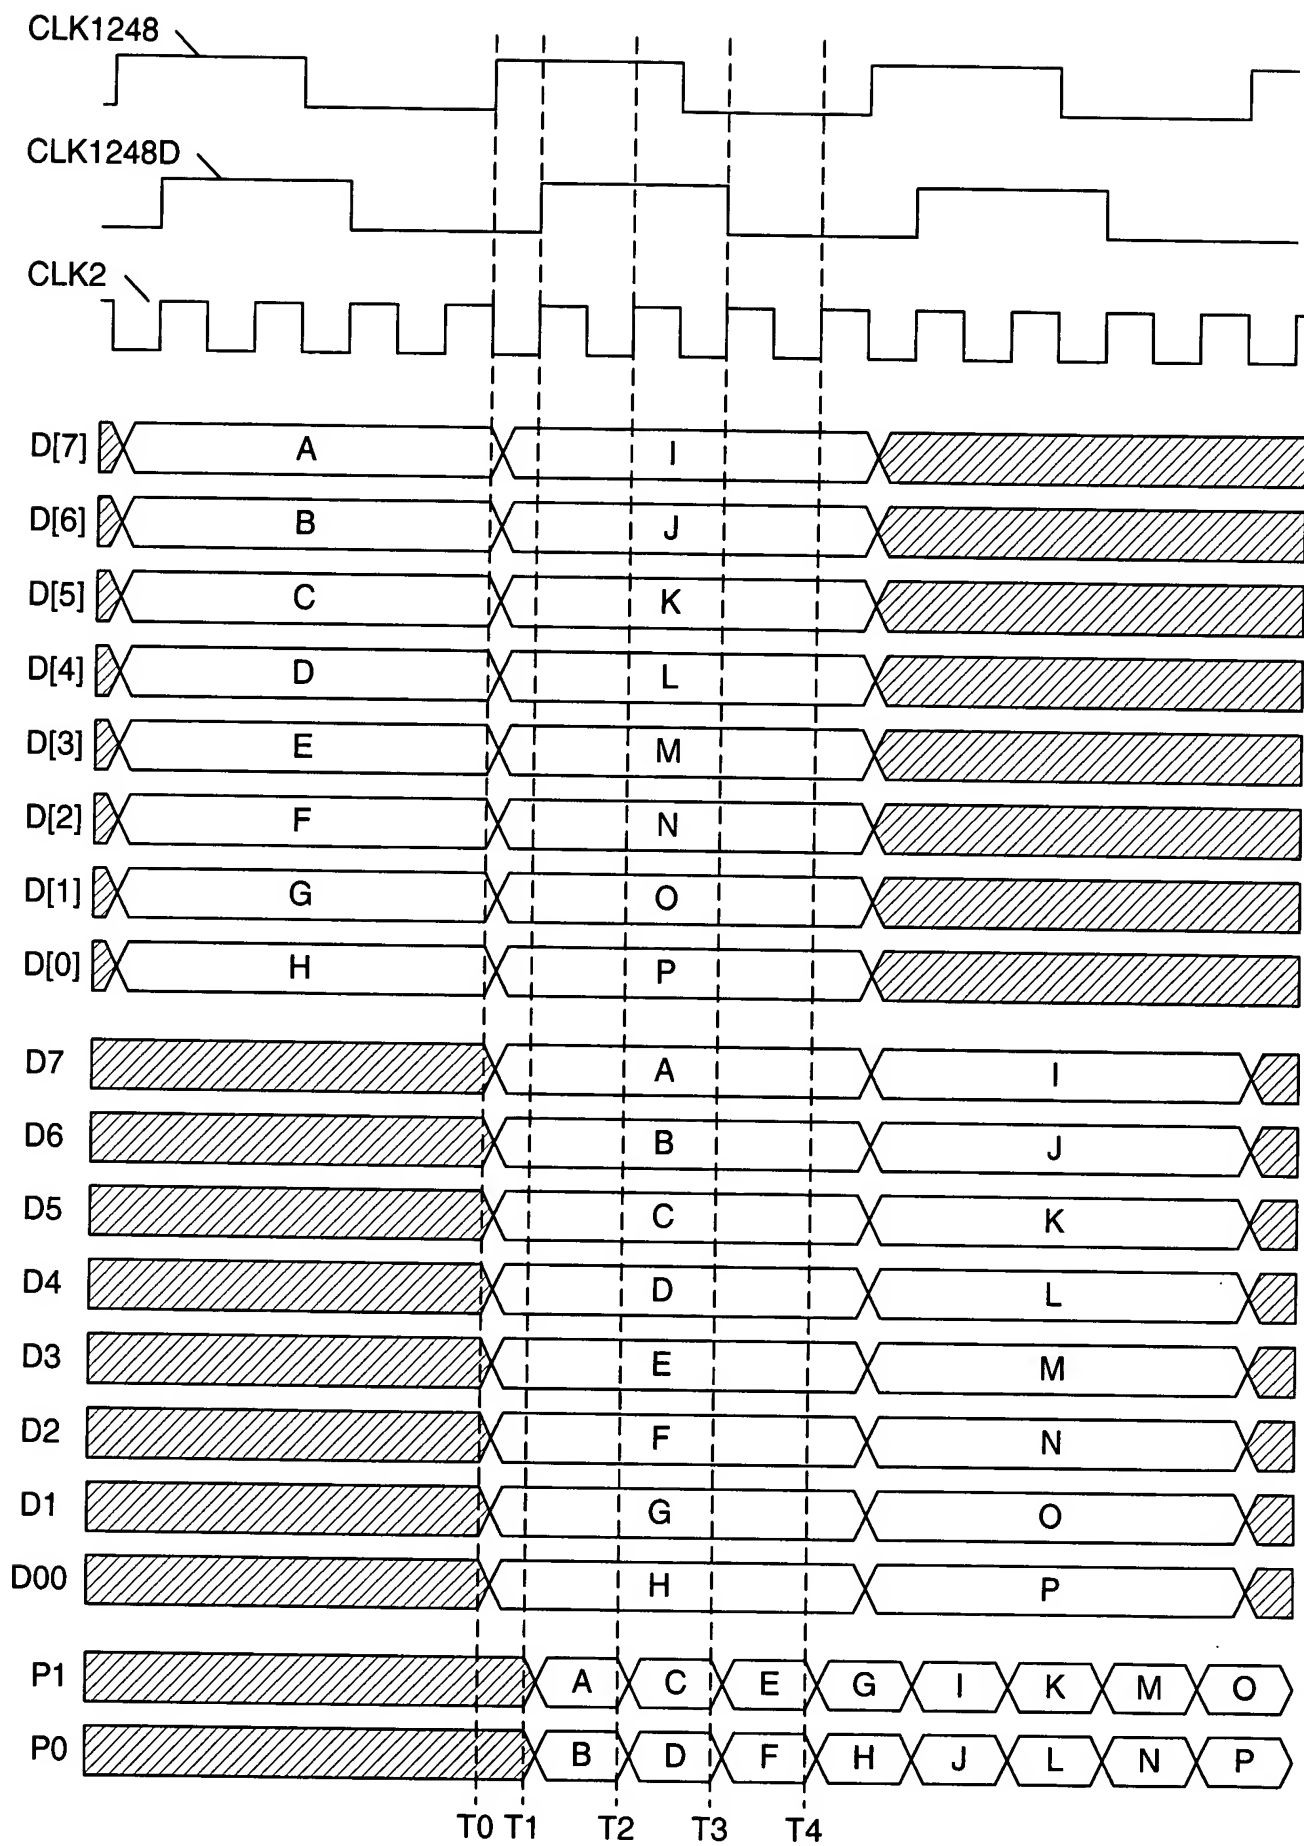 CLK1248
CLK1248D
CLK2
D[7] A I
D[6] B J
D[5] C K
D[4] D L
D[3] E M
D[2] F N
D[1] G O
D[0] H P
D7 A I
D6 B J
D5 C K
D4 D L
D3 E M
D2 F N
D1 G O
D00 H P
P1 A C E G I K M O
P0 B D F H J L N P
T0 T1 T2 T3 T4